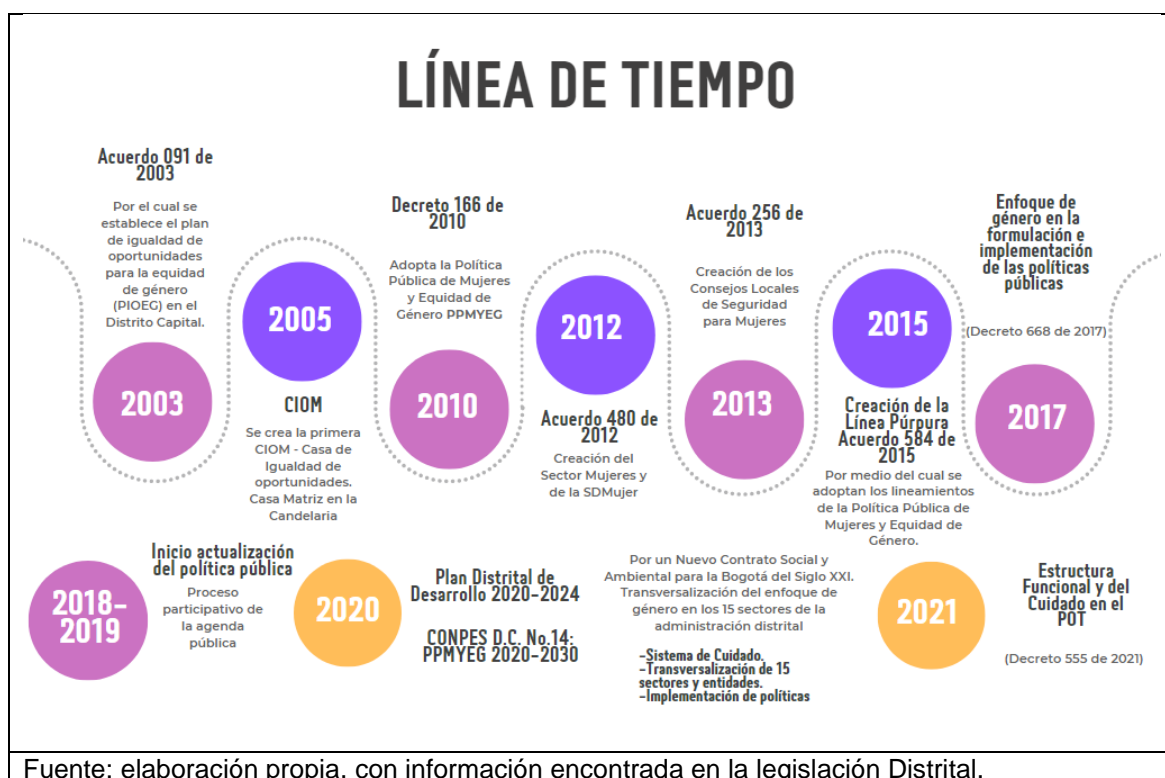 LÍNEA DE TIEMPO
Acuerdo 091 de
2003
Por el cual se
establece el plan
de igualdad de
oportunidades
para la equidad
de género
(PIOEG) en el
Distrito Capital.
2003
2005
CIOM
Se crea la primera
CIOM - Casa de
Igualdad de
oportunidades.
Casa Matriz en la
Candelaria
Decreto 166 de
2010
Adopta la Política
Pública de Mujeres
y Equidad de
Género PPMYEG
2010
2012
Acuerdo 480 de
2012
Creación del
Sector Mujeres y
de la SDMujer
Acuerdo 256 de
2013
Creación de los
Consejos Locales
de Seguridad
para Mujeres
2013
2015
Creación de la
Línea Púrpura
Acuerdo 584 de
2015
Por medio del cual se
adoptan los lineamientos
de la Política Pública de
Mujeres y Equidad de
Género.
Enfoque de
género en la
formulación e
implementación
de las políticas
públicas
(Decreto 668 de 2017)
2017
2018-
2019
Inicio actualización
del política pública
Proceso
participativo de
la agenda
pública
2020
Plan Distrital de
Desarrollo 2020-2024
CONPES D.C. No.14:
PPMYEG 2020-2030
Por un Nuevo Contrato Social y
Ambiental para la Bogotá del Siglo XXI.
Transversalización del enfoque de
género en los 15 sectores de la
administración distrital
-Sistema de Cuidado.
-Transversalización de 15
sectores y entidades.
-Implementación de políticas
2021
Estructura
Funcional y del
Cuidado en el
POT
(Decreto 555 de 2021)
Fuente: elaboración propia, con información encontrada en la legislación Distrital.